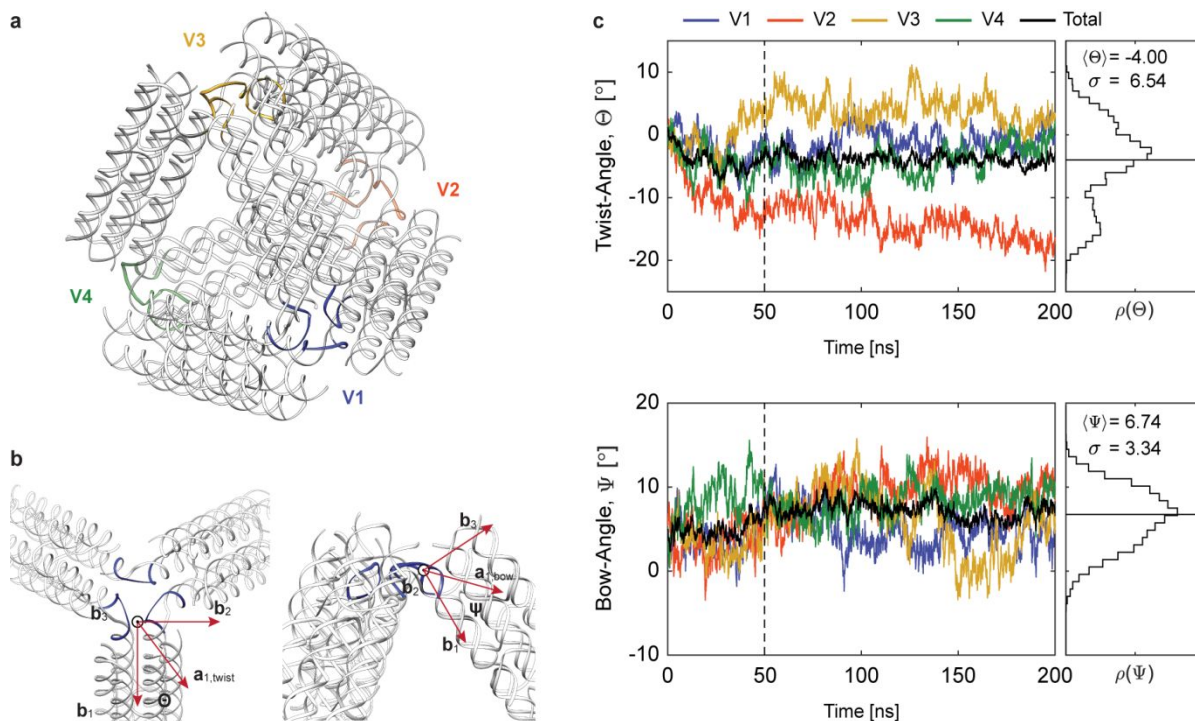 a
V3
V2
V4
V1
b
b3
b2
a1,twist
b1
Θ
b3
a1,bow
b2
Ψ
b1
c
V1 V2 V3 V4 Total
Twist-Angle, Θ [°]
10
0
-10
-20
0 50 100 150 200
Time [ns]
⟨Θ⟩ = -4.00
σ = 6.54
ρ(Θ)
Bow-Angle, Ψ [°]
20
10
0
-10
0 50 100 150 200
Time [ns]
⟨Ψ⟩ = 6.74
σ = 3.34
ρ(Ψ)